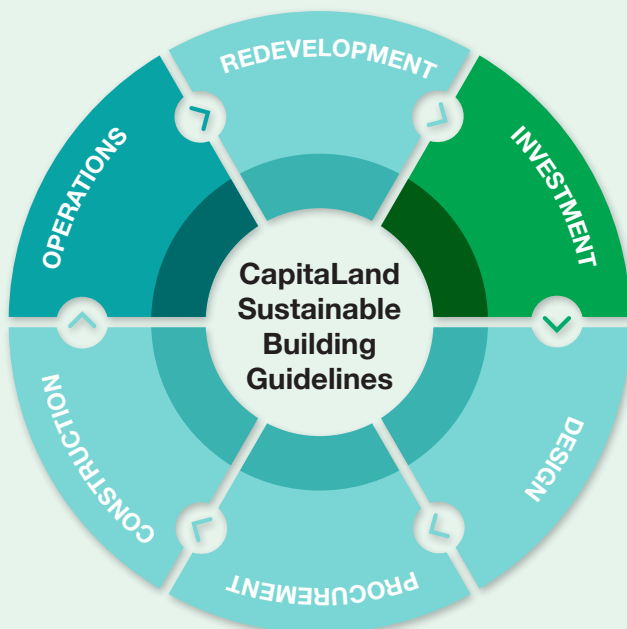 REDEVELOPMENT
INVESTMENT
DESIGN
PROCUREMENT
CONSTRUCTION
OPERATIONS
CapitaLand
Sustainable
Building
Guidelines